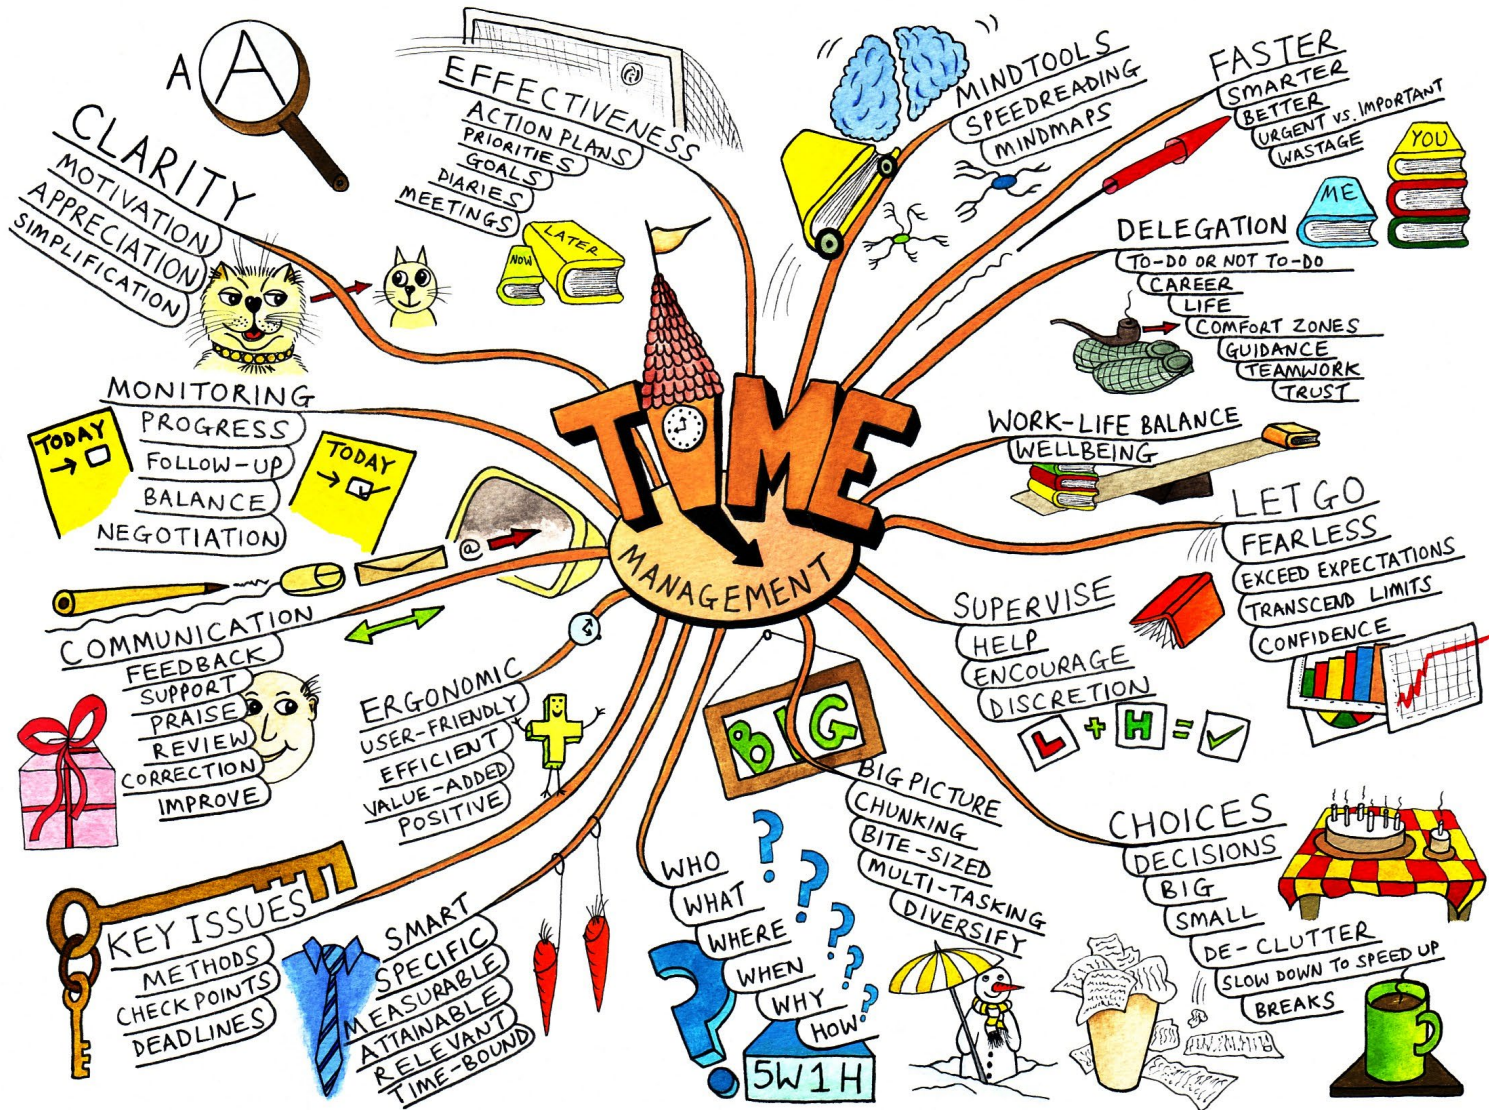 TIME
MANAGEMENT
A A
CLARITY
MOTIVATION
APPRECIATION
SIMPLIFICATION
EFFECTIVENESS
ACTION PLANS
PRIORITIES
GOALS
DIARIES
MEETINGS
NOW
LATER
MINDTOOLS
SPEEDREADING
MINDMAPS
FASTER
SMARTER
BETTER
URGENT VS. IMPORTANT
WASTAGE
YOU
ME
DELEGATION
TO-DO OR NOT TO-DO
CAREER
LIFE
COMFORT ZONES
GUIDANCE
TEAMWORK
TRUST
WORK-LIFE BALANCE
WELLBEING
LET GO
FEARLESS
EXCEED EXPECTATIONS
TRANSCEND LIMITS
CONFIDENCE
SUPERVISE
HELP
ENCOURAGE
DISCRETION
L + H = ✓
CHOICES
DECISIONS
BIG
SMALL
DE-CLUTTER
SLOW DOWN TO SPEED UP
BREAKS
BIG
BIG PICTURE
CHUNKING
BITE-SIZED
MULTI-TASKING
DIVERSIFY
WHO
WHAT
WHERE
WHEN
WHY
HOW
? ? ? ? ? ? ?
5W1H
SMART
SPECIFIC
MEASURABLE
ATTAINABLE
RELEVANT
TIME-BOUND
KEY ISSUES
METHODS
CHECKPOINTS
DEADLINES
ERGONOMIC
USER-FRIENDLY
EFFICIENT
VALUE-ADDED
POSITIVE
COMMUNICATION
FEEDBACK
SUPPORT
PRAISE
REVIEW
CORRECTION
IMPROVE
@
MONITORING
PROGRESS
FOLLOW-UP
BALANCE
NEGOTIATION
TODAY
TODAY